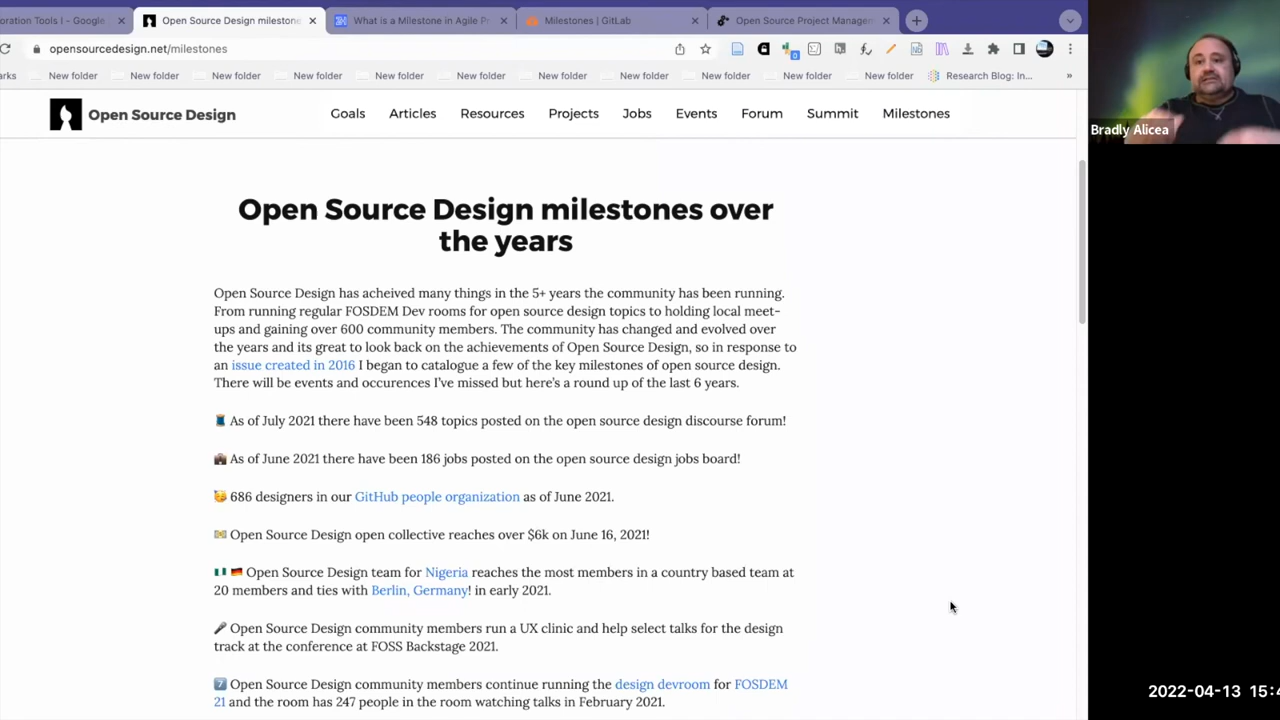 oration Tools I - Google
Open Source Design mileston
What is a Milestone in Agile Pr
Milestones | GitLab
Open Source Project Managem
opensourcedesign.net/milestones
0
arks
New folder
New folder
New folder
New folder
New folder
New folder
New folder
New folder
New folder
New folder
New folder
Research Blog: In...
»
Open Source Design
Goals
Articles
Resources
Projects
Jobs
Events
Forum
Summit
Milestones
Bradly Alicea
Open Source Design milestones over
the years
Open Source Design has acheived many things in the 5+ years the community has been running.
From running regular FOSDEM Dev rooms for open source design topics to holding local meet-
ups and gaining over 600 community members. The community has changed and evolved over
the years and its great to look back on the achievements of Open Source Design, so in response to
an issue created in 2016 I began to catalogue a few of the key milestones of open source design.
There will be events and occurences I've missed but here's a round up of the last 6 years.
As of July 2021 there have been 548 topics posted on the open source design discourse forum!
As of June 2021 there have been 186 jobs posted on the open source design jobs board!
686 designers in our GitHub people organization as of June 2021.
Open Source Design open collective reaches over $6k on June 16, 2021!
Open Source Design team for Nigeria reaches the most members in a country based team at
20 members and ties with Berlin, Germany! in early 2021.
Open Source Design community members run a UX clinic and help select talks for the design
track at the conference at FOSS Backstage 2021.
7 Open Source Design community members continue running the design devroom for FOSDEM
21 and the room has 247 people in the room watching talks in February 2021.
2022-04-13 15:4